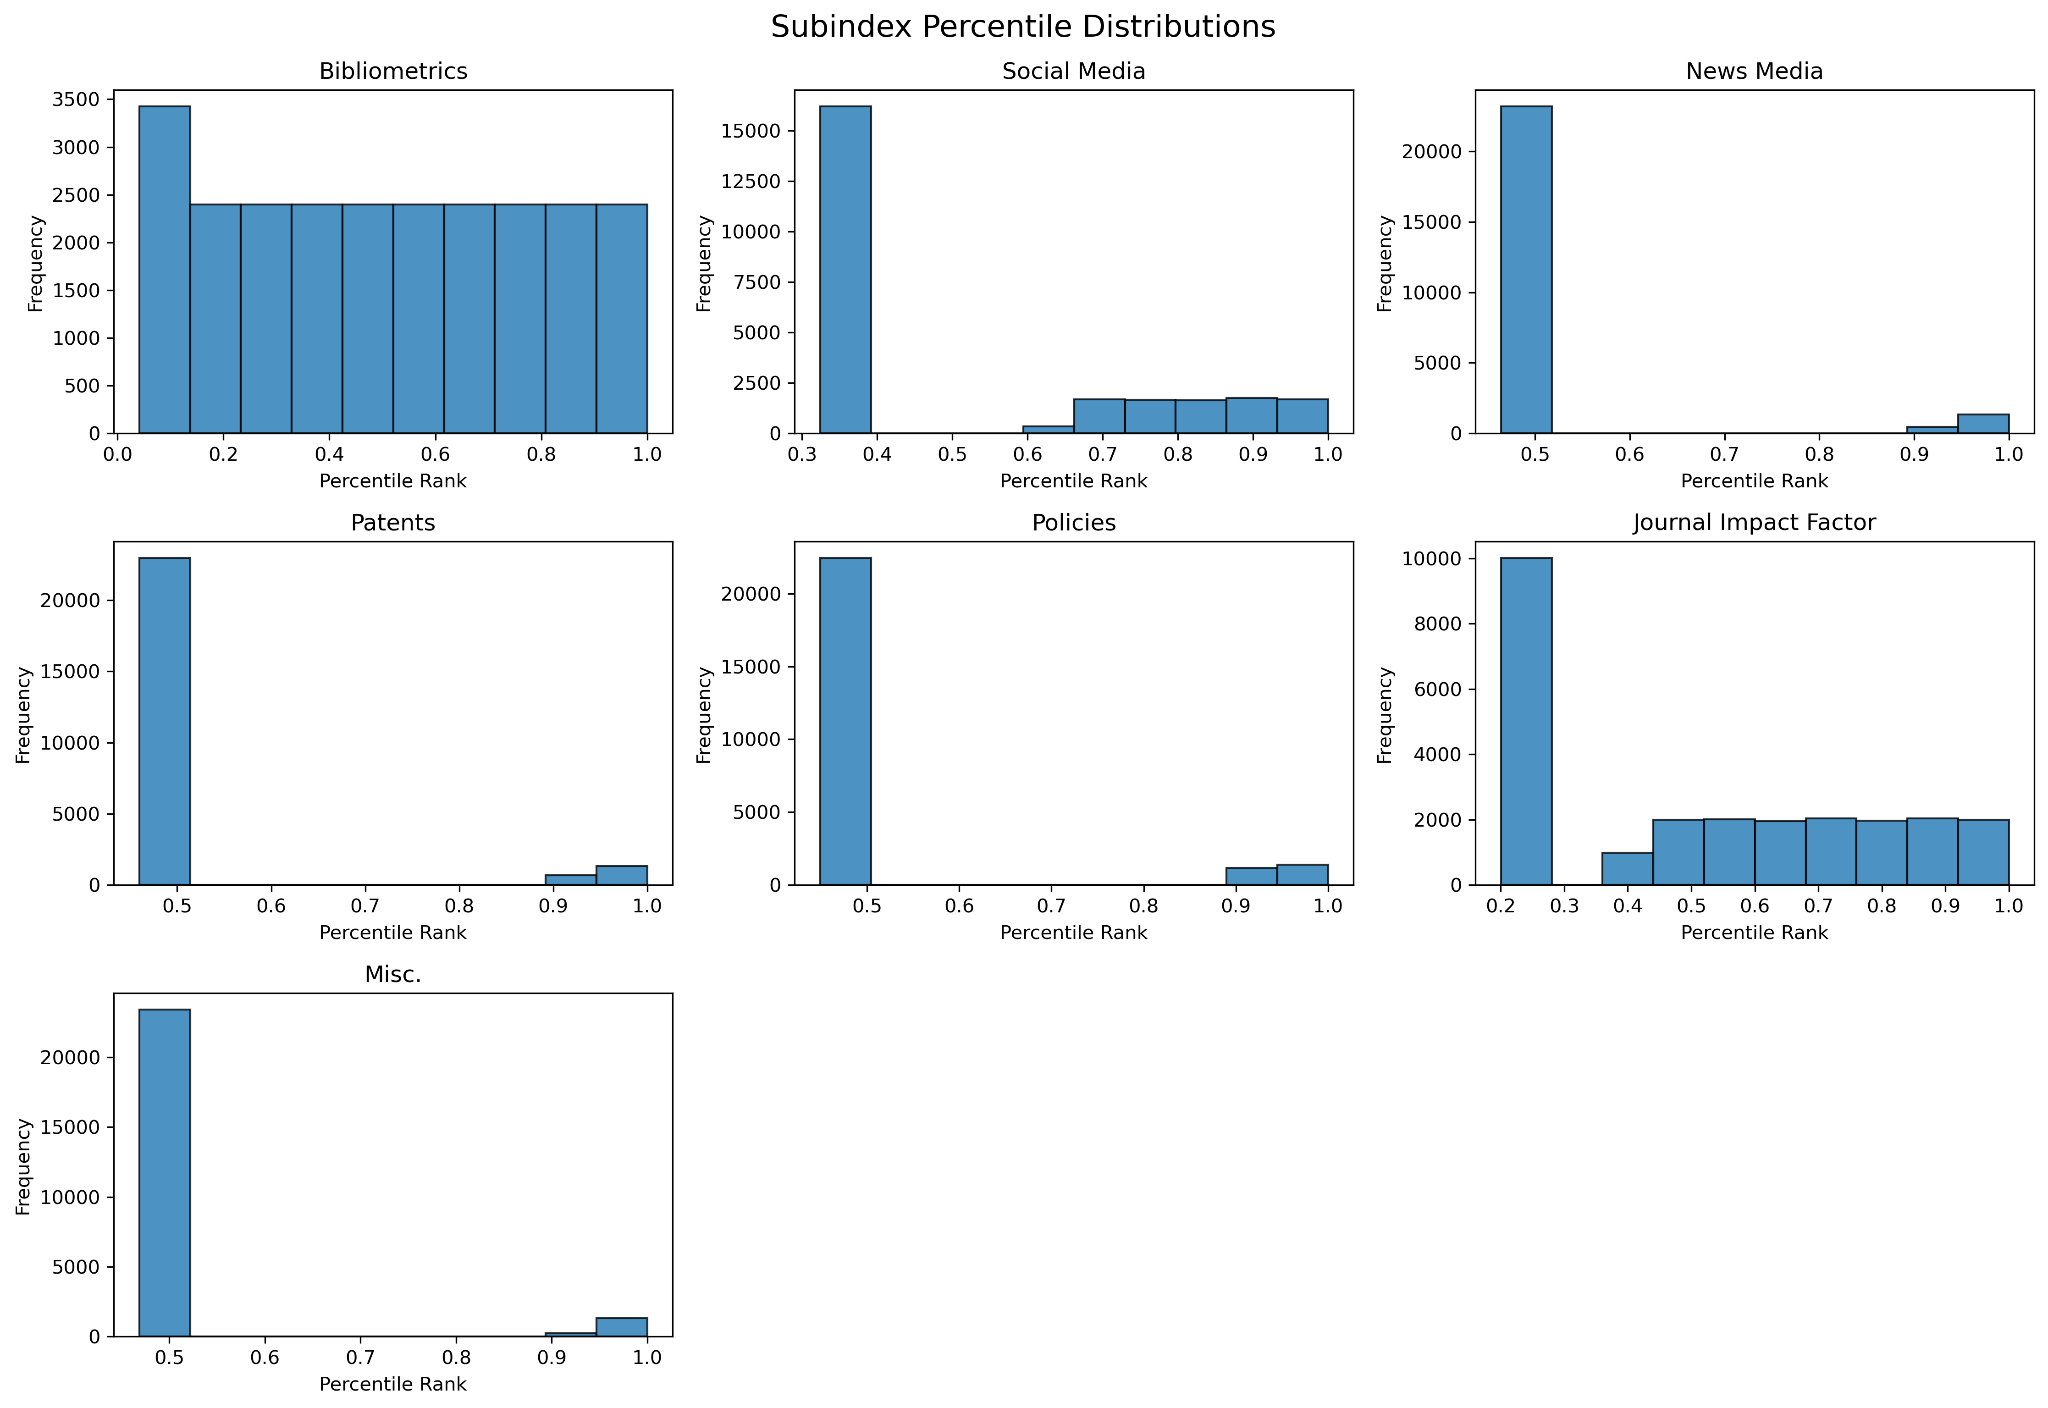 Subindex Percentile Distributions
Bibliometrics
3500
3000
2500
2000
1500
1000
500
0
Frequency
0.0 0.2 0.4 0.6 0.8 1.0
Percentile Rank
Social Media
15000
12500
10000
7500
5000
2500
0
Frequency
0.3 0.4 0.5 0.6 0.7 0.8 0.9 1.0
Percentile Rank
News Media
20000
15000
10000
5000
0
Frequency
0.5 0.6 0.7 0.8 0.9 1.0
Percentile Rank
Patents
20000
15000
10000
5000
0
Frequency
0.5 0.6 0.7 0.8 0.9 1.0
Percentile Rank
Policies
20000
15000
10000
5000
0
Frequency
0.5 0.6 0.7 0.8 0.9 1.0
Percentile Rank
Journal Impact Factor
10000
8000
6000
4000
2000
0
Frequency
0.2 0.3 0.4 0.5 0.6 0.7 0.8 0.9 1.0
Percentile Rank
Misc.
20000
15000
10000
5000
0
Frequency
0.5 0.6 0.7 0.8 0.9 1.0
Percentile Rank